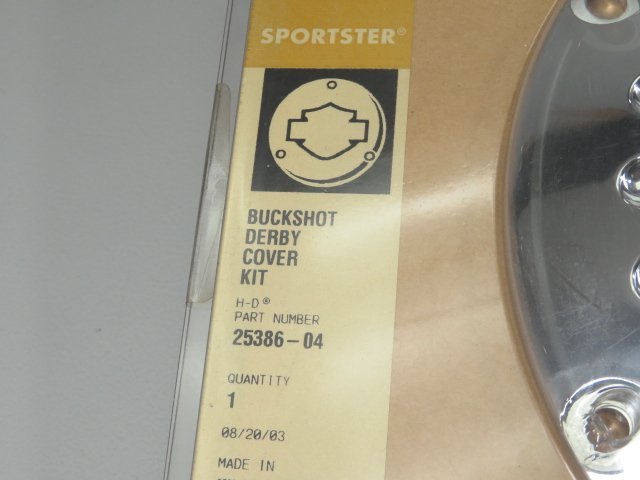 SPORTSTER®
BUCKSHOT
DERBY
COVER
KIT
H-D®
PART NUMBER
25386-04
QUANTITY
1
08/20/03
MADE IN